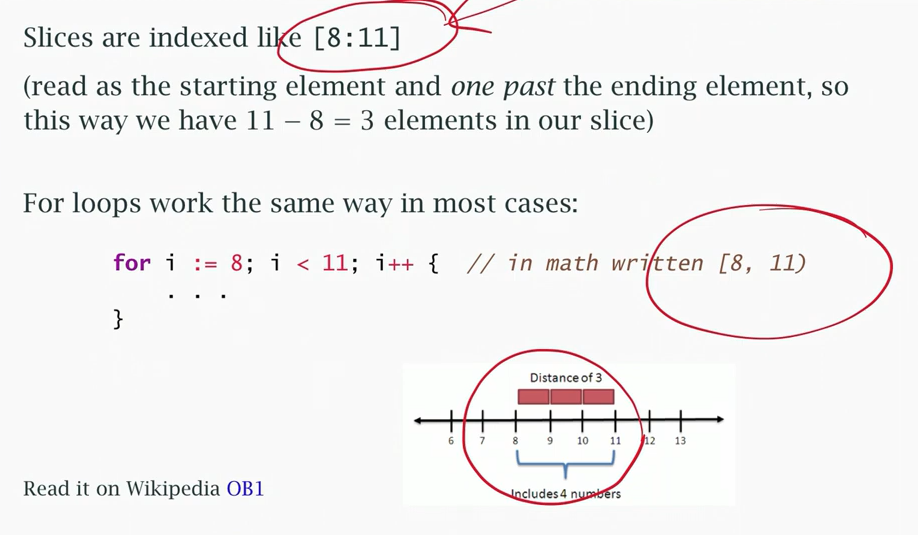 Slices are indexed like [8:11]
(read as the starting element and one past the ending element, so
this way we have 11 – 8 = 3 elements in our slice)
For loops work the same way in most cases:
for i := 8; i < 11; i++ {  // in math written [8, 11)
. . .
}
Distance of 3
6 7 8 9 10 11 12 13
Includes 4 numbers
Read it on Wikipedia OB1